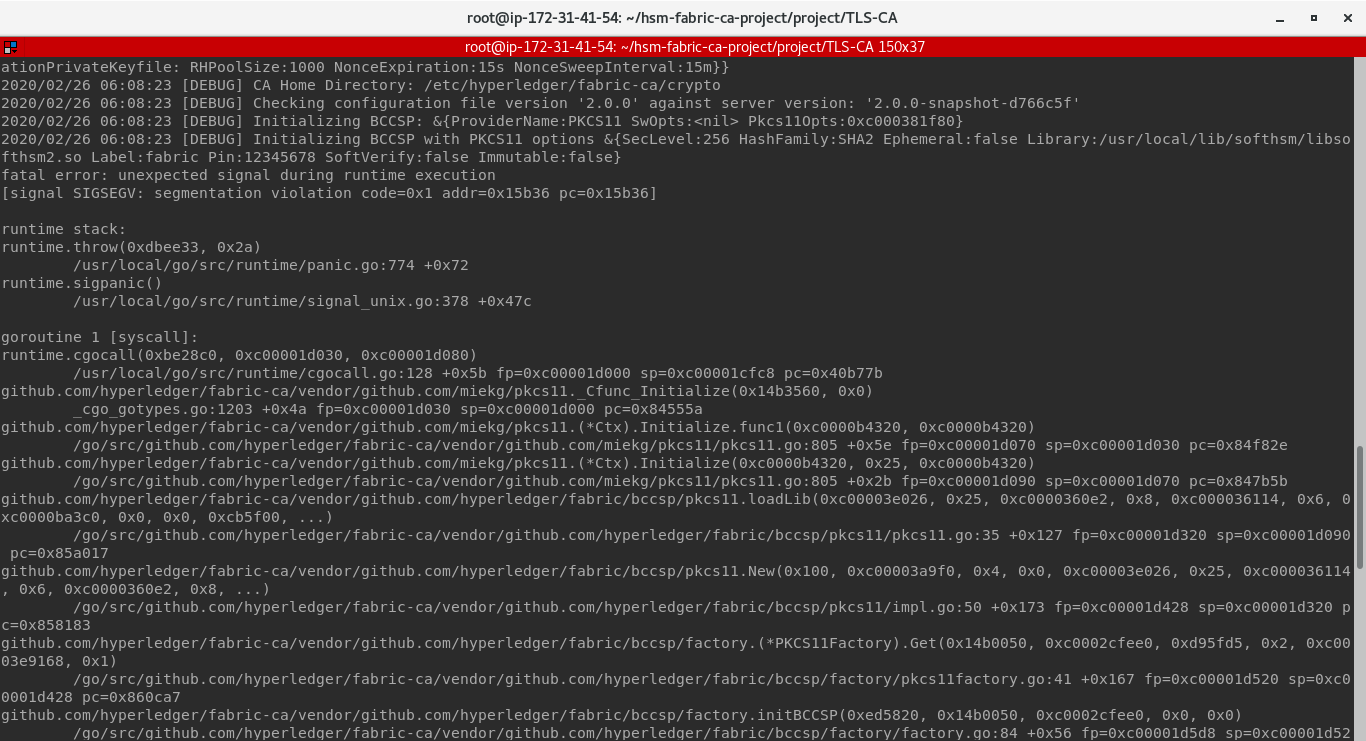 root@ip-172-31-41-54: ~/hsm-fabric-ca-project/project/TLS-CA
root@ip-172-31-41-54: ~/hsm-fabric-ca-project/project/TLS-CA 150x37
ationPrivateKeyfile: RHPoolSize:1000 NonceExpiration:15s NonceSweepInterval:15m}}
2020/02/26 06:08:23 [DEBUG] CA Home Directory: /etc/hyperledger/fabric-ca/crypto
2020/02/26 06:08:23 [DEBUG] Checking configuration file version '2.0.0' against server version: '2.0.0-snapshot-d766c5f'
2020/02/26 06:08:23 [DEBUG] Initializing BCCSP: &{ProviderName:PKCS11 SwOpts:<nil> Pkcs11Opts:0xc000381f80}
2020/02/26 06:08:23 [DEBUG] Initializing BCCSP with PKCS11 options &{SecLevel:256 HashFamily:SHA2 Ephemeral:false Library:/usr/local/lib/softhsm/libso
fthsm2.so Label:fabric Pin:12345678 SoftVerify:false Immutable:false}
fatal error: unexpected signal during runtime execution
[signal SIGSEGV: segmentation violation code=0x1 addr=0x15b36 pc=0x15b36]
runtime stack:
runtime.throw(0xdbee33, 0x2a)
/usr/local/go/src/runtime/panic.go:774 +0x72
runtime.sigpanic()
/usr/local/go/src/runtime/signal_unix.go:378 +0x47c
goroutine 1 [syscall]:
runtime.cgocall(0xbe28c0, 0xc00001d030, 0xc00001d080)
/usr/local/go/src/runtime/cgocall.go:128 +0x5b fp=0xc00001d000 sp=0xc00001cfc8 pc=0x40b77b
github.com/hyperledger/fabric-ca/vendor/github.com/miekg/pkcs11._Cfunc_Initialize(0x14b3560, 0x0)
_cgo_gotypes.go:1203 +0x4a fp=0xc00001d030 sp=0xc00001d000 pc=0x84555a
github.com/hyperledger/fabric-ca/vendor/github.com/miekg/pkcs11.(*Ctx).Initialize.func1(0xc0000b4320, 0xc0000b4320)
/go/src/github.com/hyperledger/fabric-ca/vendor/github.com/miekg/pkcs11/pkcs11.go:805 +0x5e fp=0xc00001d070 sp=0xc00001d030 pc=0x84f82e
github.com/hyperledger/fabric-ca/vendor/github.com/miekg/pkcs11.(*Ctx).Initialize(0xc0000b4320, 0x25, 0xc0000b4320)
/go/src/github.com/hyperledger/fabric-ca/vendor/github.com/miekg/pkcs11/pkcs11.go:805 +0x2b fp=0xc00001d090 sp=0xc00001d070 pc=0x847b5b
github.com/hyperledger/fabric-ca/vendor/github.com/hyperledger/fabric/bccsp/pkcs11.loadLib(0xc00003e026, 0x25, 0xc0000360e2, 0x8, 0xc000036114, 0x6, 0
xc0000ba3c0, 0x0, 0x0, 0xcb5f00, ...)
/go/src/github.com/hyperledger/fabric-ca/vendor/github.com/hyperledger/fabric/bccsp/pkcs11/pkcs11.go:35 +0x127 fp=0xc00001d320 sp=0xc00001d090
pc=0x85a017
github.com/hyperledger/fabric-ca/vendor/github.com/hyperledger/fabric/bccsp/pkcs11.New(0x100, 0xc00003a9f0, 0x4, 0x0, 0xc00003e026, 0x25, 0xc000036114
, 0x6, 0xc0000360e2, 0x8, ...)
/go/src/github.com/hyperledger/fabric-ca/vendor/github.com/hyperledger/fabric/bccsp/pkcs11/impl.go:50 +0x173 fp=0xc00001d428 sp=0xc00001d320 p
c=0x858183
github.com/hyperledger/fabric-ca/vendor/github.com/hyperledger/fabric/bccsp/factory.(*PKCS11Factory).Get(0x14b0050, 0xc0002cfee0, 0xd95fd5, 0x2, 0xc00
03e9168, 0x1)
/go/src/github.com/hyperledger/fabric-ca/vendor/github.com/hyperledger/fabric/bccsp/factory/pkcs11factory.go:41 +0x167 fp=0xc00001d520 sp=0xc0
0001d428 pc=0x860ca7
github.com/hyperledger/fabric-ca/vendor/github.com/hyperledger/fabric/bccsp/factory.initBCCSP(0xed5820, 0x14b0050, 0xc0002cfee0, 0x0, 0x0)
/go/src/github.com/hyperledger/fabric-ca/vendor/github.com/hyperledger/fabric/bccsp/factory/factory.go:84 +0x56 fp=0xc00001d5d8 sp=0xc00001d52